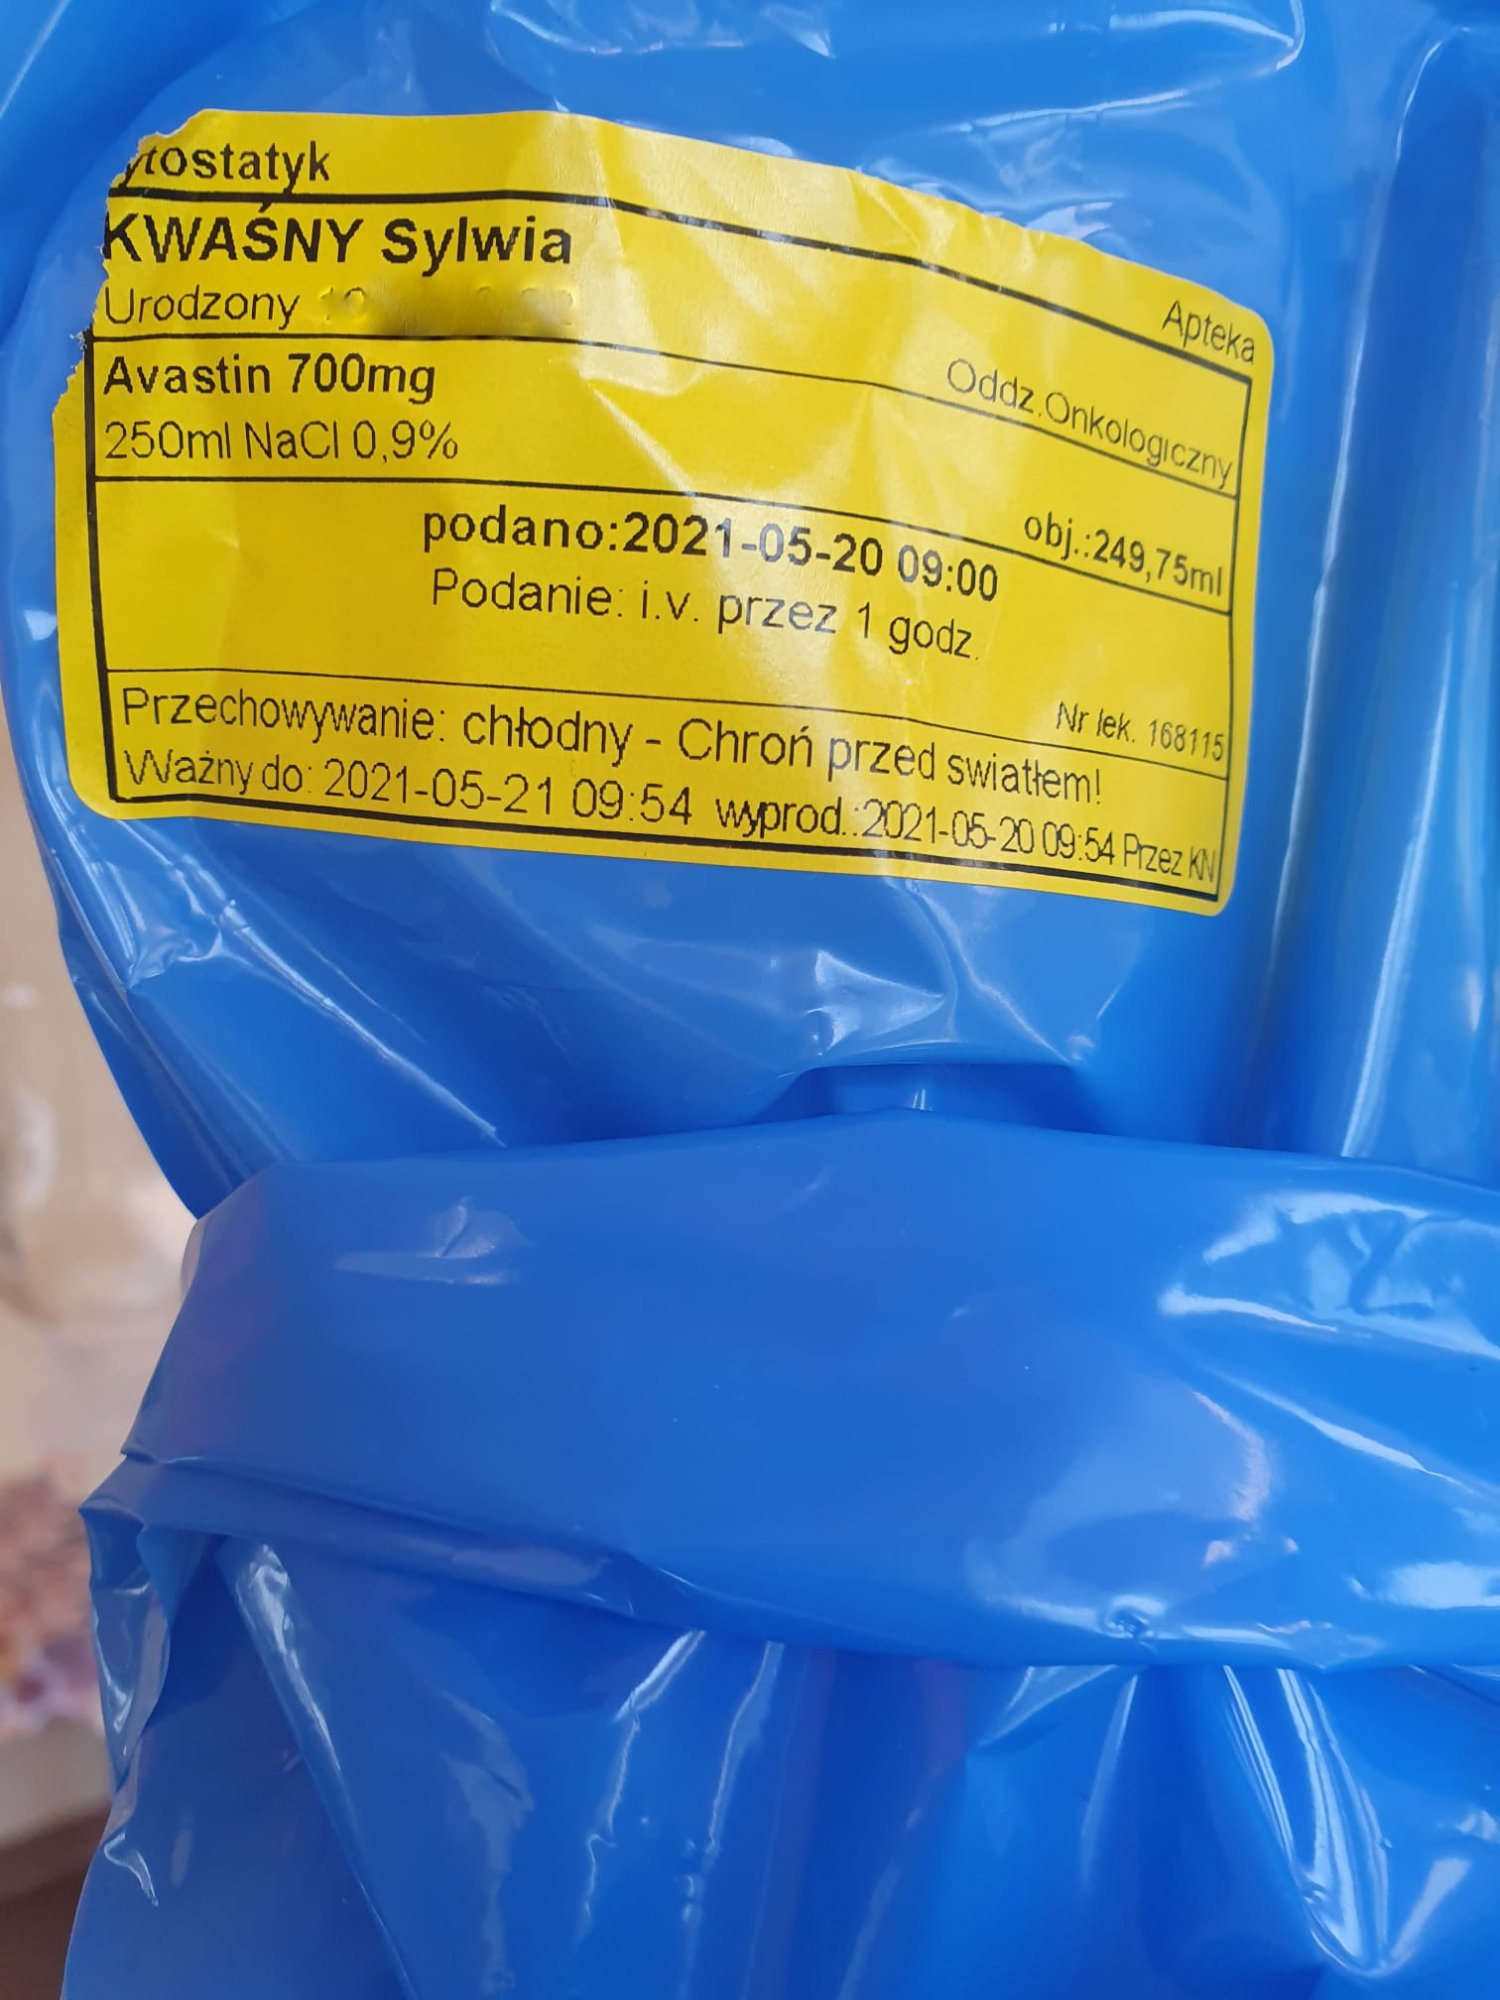 ytostatyk
Apteka
KWAŚNY Sylwia
Urodzony
Oddz.Onkologiczny
Avastin 700mg
250ml NaCl 0,9%
obj.:249,75ml
podano:2021-05-20 09:00
Podanie: i.v. przez 1 godz.
Nr lek. 168115
Przechowywanie: chłodny - Chroń przed swiatłem!
Ważny do: 2021-05-21 09:54 wyprod.:2021-05-20 09:54 Przez KN